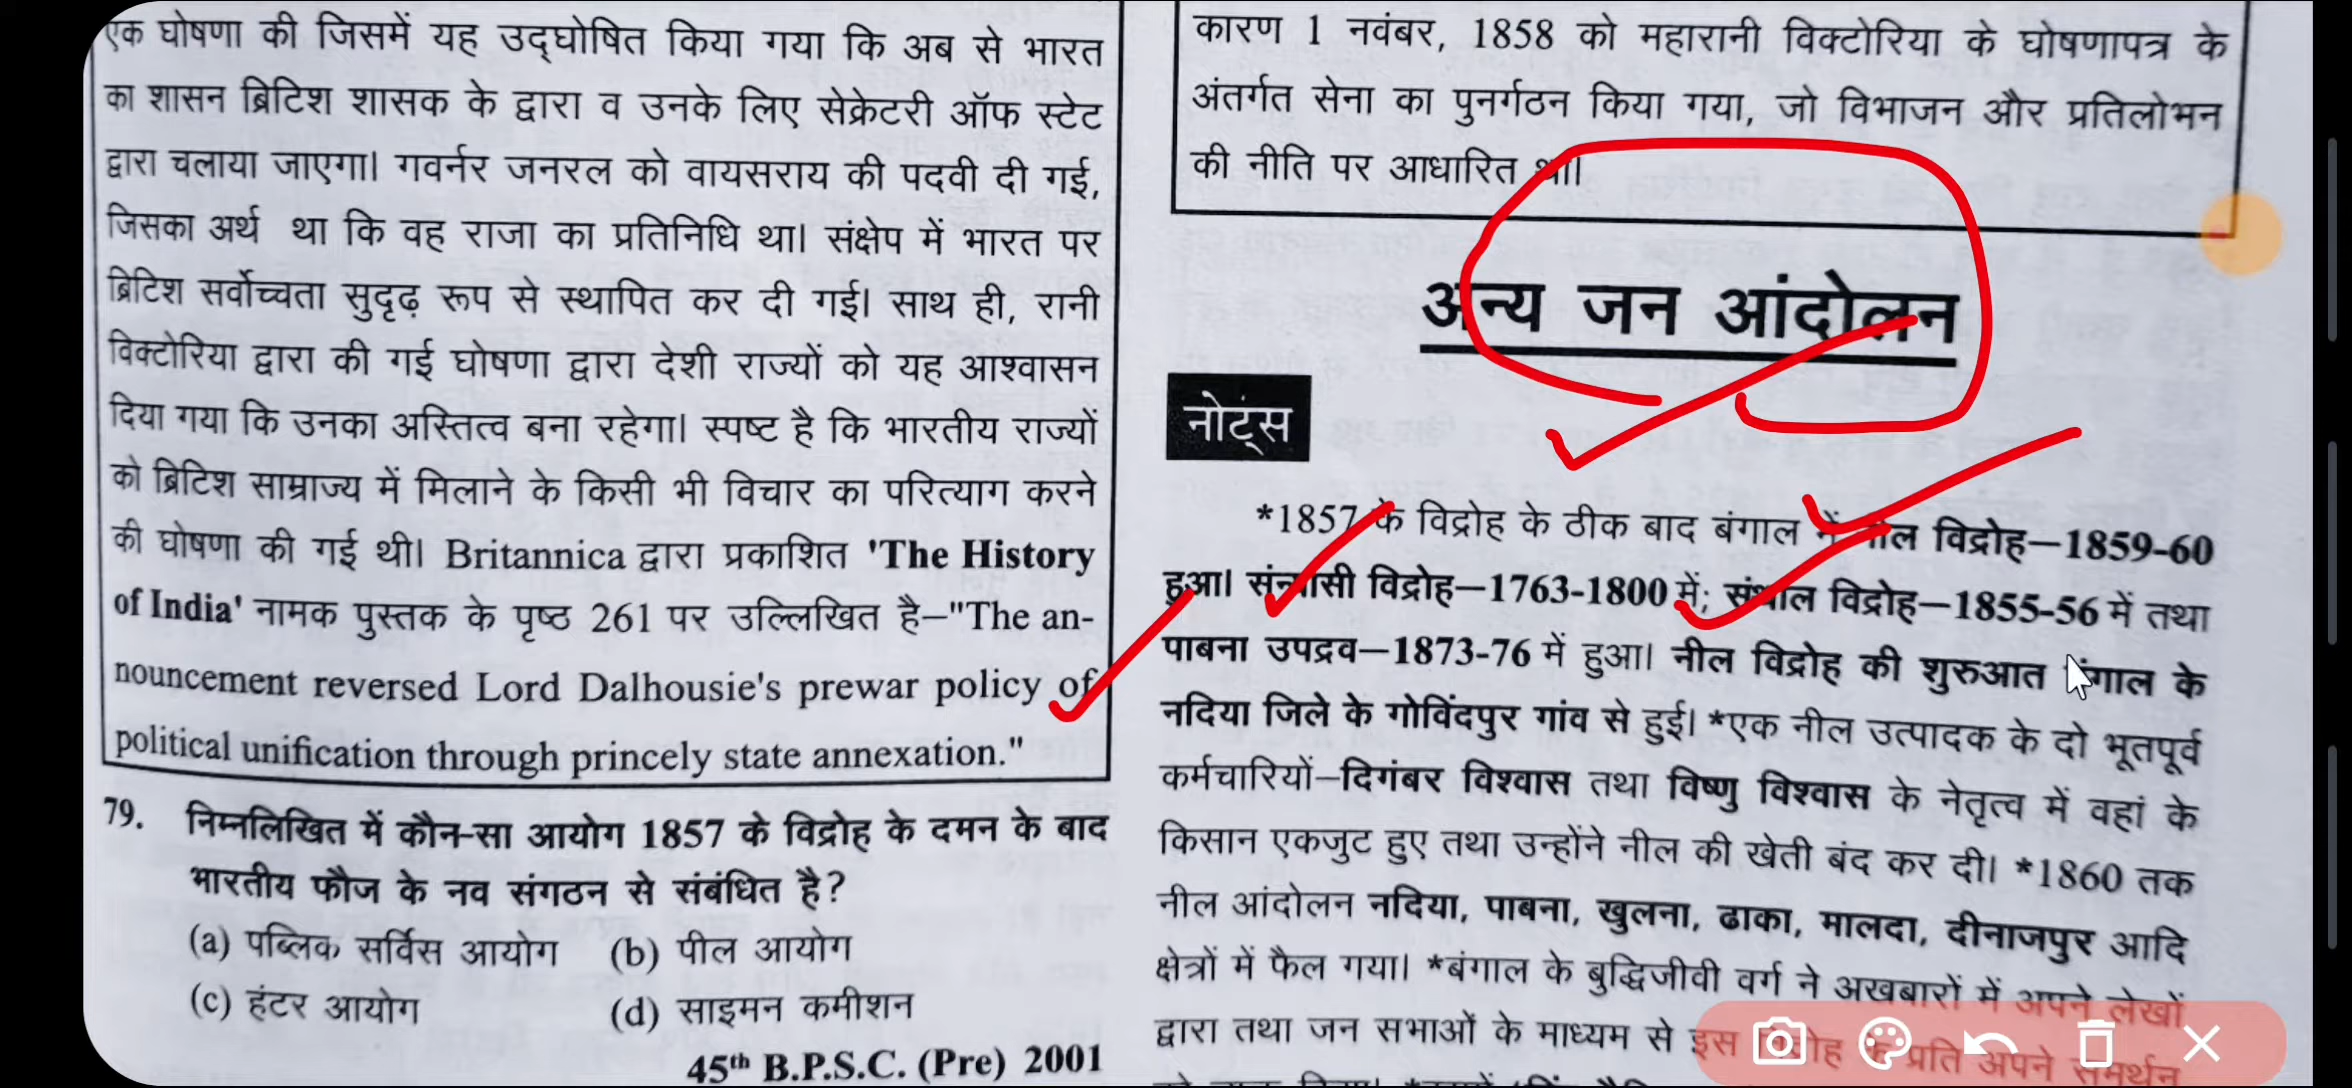 एक घोषणा की जिसमें यह उद्घोषित किया गया कि अब से भारत
का शासन ब्रिटिश शासक के द्वारा व उनके लिए सेक्रेटरी ऑफ स्टेट
द्वारा चलाया जाएगा। गवर्नर जनरल को वायसराय की पदवी दी गई,
जिसका अर्थ था कि वह राजा का प्रतिनिधि था। संक्षेप में भारत पर
ब्रिटिश सर्वोच्चता सुदृढ़ रूप से स्थापित कर दी गई। साथ ही, रानी
विक्टोरिया द्वारा की गई घोषणा द्वारा देशी राज्यों को यह आश्वासन
दिया गया कि उनका अस्तित्व बना रहेगा। स्पष्ट है कि भारतीय राज्यों
को ब्रिटिश साम्राज्य में मिलाने के किसी भी विचार का परित्याग करने
की घोषणा की गई थी। Britannica द्वारा प्रकाशित 'The History
of India' नामक पुस्तक के पृष्ठ 261 पर उल्लिखित है–"The an-
nouncement reversed Lord Dalhousie's prewar policy of
political unification through princely state annexation."
79. निम्नलिखित में कौन-सा आयोग 1857 के विद्रोह के दमन के बाद
भारतीय फौज के नव संगठन से संबंधित है?
(a) पब्लिक सर्विस आयोग (b) पील आयोग
(c) हंटर आयोग (d) साइमन कमीशन
45th B.P.S.C. (Pre) 2001
कारण 1 नवंबर, 1858 को महारानी विक्टोरिया के घोषणापत्र के
अंतर्गत सेना का पुनर्गठन किया गया, जो विभाजन और प्रतिलोभन
की नीति पर आधारित था।
अन्य जन आंदोलन
नोट्स
*1857 के विद्रोह के ठीक बाद बंगाल में नील विद्रोह–1859-60
हुआ। संन्यासी विद्रोह–1763-1800 में; संथाल विद्रोह–1855-56 में तथा
पाबना उपद्रव–1873-76 में हुआ। नील विद्रोह की शुरुआत बंगाल के
नदिया जिले के गोविंदपुर गांव से हुई। *एक नील उत्पादक के दो भूतपूर्व
कर्मचारियों–दिगंबर विश्वास तथा विष्णु विश्वास के नेतृत्व में वहां के
किसान एकजुट हुए तथा उन्होंने नील की खेती बंद कर दी। *1860 तक
नील आंदोलन नदिया, पाबना, खुलना, ढाका, मालदा, दीनाजपुर आदि
क्षेत्रों में फैल गया। *बंगाल के बुद्धिजीवी वर्ग ने अखबारों में अपने लेखों
द्वारा तथा जन सभाओं के माध्यम से इस विद्रोह के प्रति अपने समर्थन